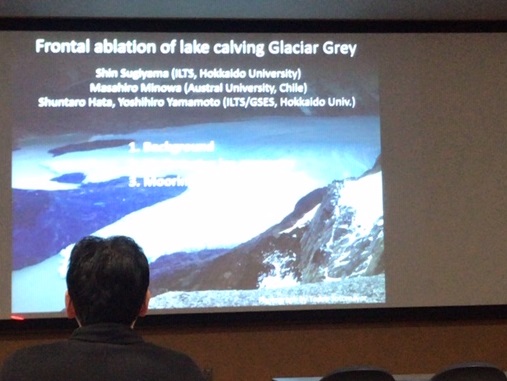 Frontal ablation of lake calving Glaciar Grey
Shin Sugiyama (ILTS, Hokkaido University)
Masahiro Minowa (Austral University, Chile)
Shuntaro Hata, Yoshihiro Yamamoto (ILTS/GSES, Hokkaido Univ.)
1. Background
3.